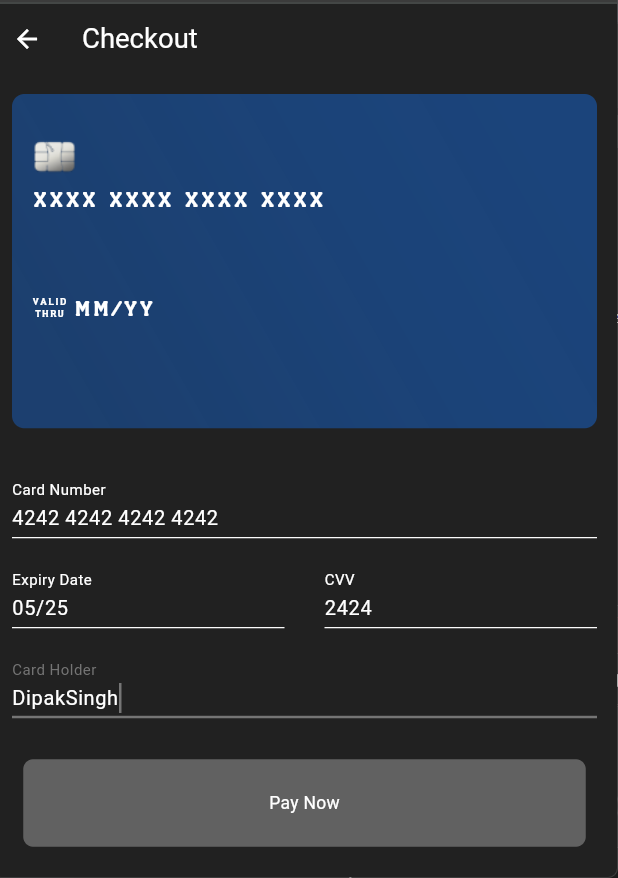 Checkout
XXXX XXXX XXXX XXXX
VALID
THRU MM/YY
Card Number
4242 4242 4242 4242
Expiry Date CVV
05/25 2424
Card Holder
DipakSingh
Pay Now